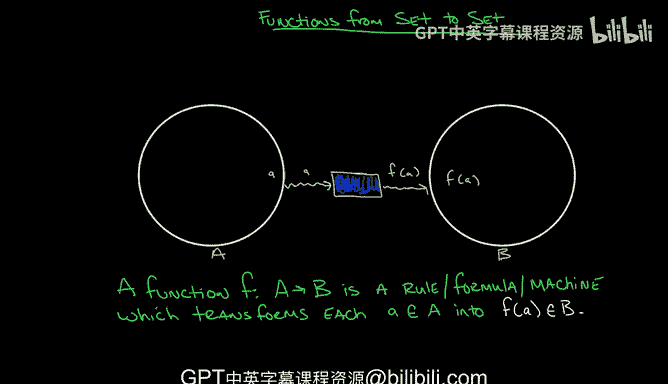 Functions from Set to Set
GPT中英字幕课程资源 bilibili
a a f(a) f(a)
A B
A function f: A→B is a rule/formula/machine
which transforms each a∈A into f(a)∈B.
GPT中英字幕课程资源@bilibili.com